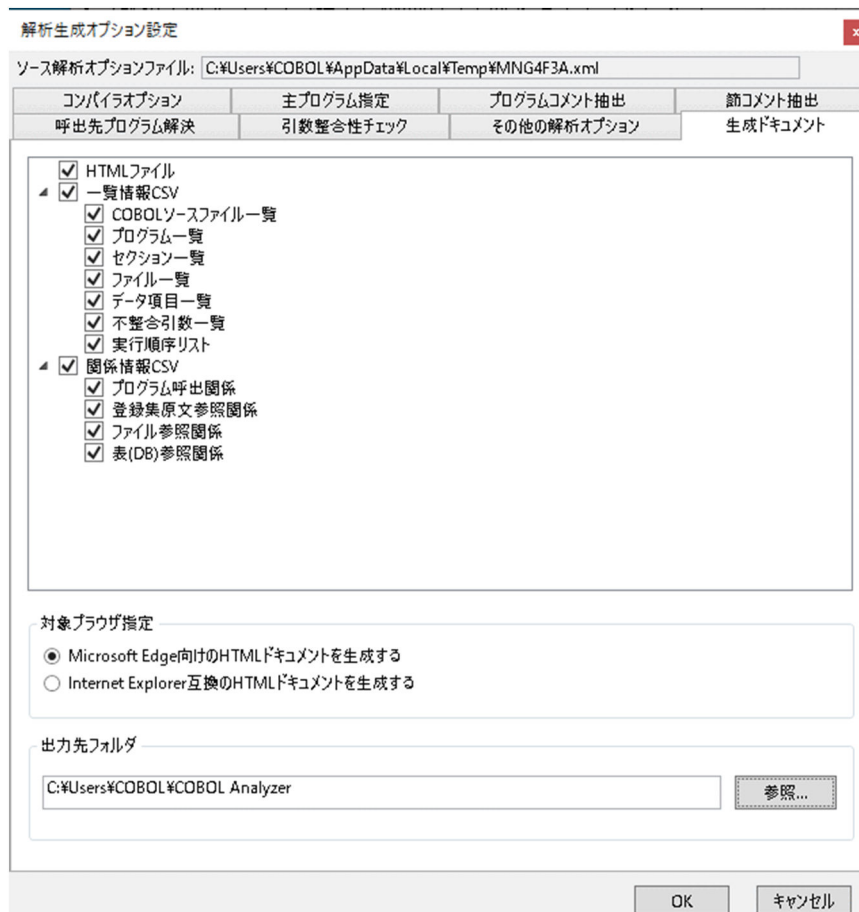 解析生成オプション設定
x
ソース解析オプションファイル: C:¥Users¥COBOL¥AppData¥Local¥Temp¥MNG4F3A.xml
コンパイラオプション 主プログラム指定 プログラムコメント抽出 節コメント抽出
呼出先プログラム解決 引数整合性チェック その他の解析オプション 生成ドキュメント
HTMLファイル
一覧情報CSV
COBOLソースファイル一覧
プログラム一覧
セクション一覧
ファイル一覧
データ項目一覧
不整合引数一覧
実行順序リスト
関係情報CSV
プログラム呼出関係
登録集原文参照関係
ファイル参照関係
表(DB)参照関係
対象ブラウザ指定
Microsoft Edge向けのHTMLドキュメントを生成する
Internet Explorer互換のHTMLドキュメントを生成する
出力先フォルダ
C:¥Users¥COBOL¥COBOL Analyzer 参照...
OK キャンセル